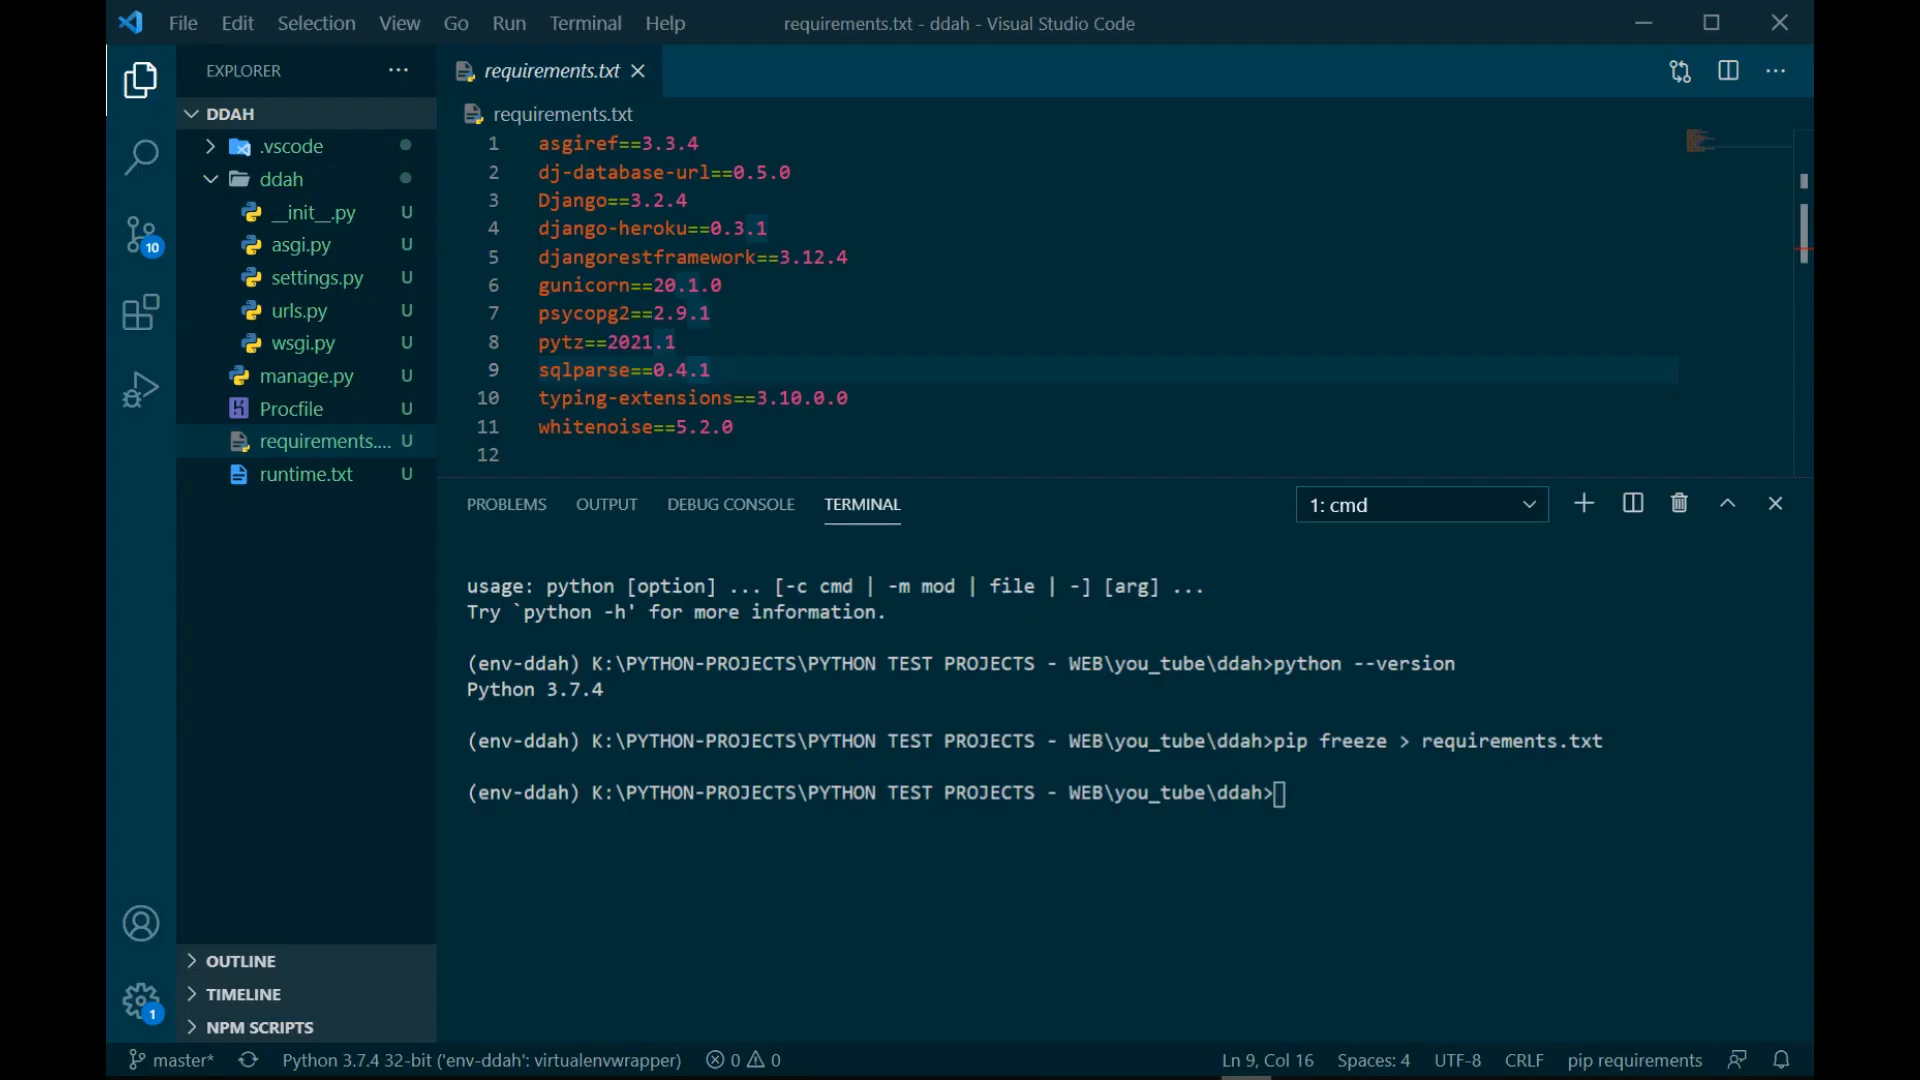 File Edit Selection View Go Run Terminal Help requirements.txt - ddah - Visual Studio Code
EXPLORER
requirements.txt
DDAH
requirements.txt
.vscode
ddah
__init__.py U
asgi.py U
settings.py U
urls.py U
wsgi.py U
manage.py U
Procfile U
requirements.... U
runtime.txt U
10
1 asgiref==3.3.4
2 dj-database-url==0.5.0
3 Django==3.2.4
4 django-heroku==0.3.1
5 djangorestframework==3.12.4
6 gunicorn==20.1.0
7 psycopg2==2.9.1
8 pytz==2021.1
9 sqlparse==0.4.1
10 typing-extensions==3.10.0.0
11 whitenoise==5.2.0
12
PROBLEMS OUTPUT DEBUG CONSOLE TERMINAL 1: cmd
usage: python [option] ... [-c cmd | -m mod | file | -] [arg] ...
Try `python -h' for more information.
(env-ddah) K:\PYTHON-PROJECTS\PYTHON TEST PROJECTS - WEB\you_tube\ddah>python --version
Python 3.7.4
(env-ddah) K:\PYTHON-PROJECTS\PYTHON TEST PROJECTS - WEB\you_tube\ddah>pip freeze > requirements.txt
(env-ddah) K:\PYTHON-PROJECTS\PYTHON TEST PROJECTS - WEB\you_tube\ddah>
OUTLINE
TIMELINE
NPM SCRIPTS
1
master* Python 3.7.4 32-bit ('env-ddah': virtualenvwrapper) 0 0 Ln 9, Col 16 Spaces: 4 UTF-8 CRLF pip requirements